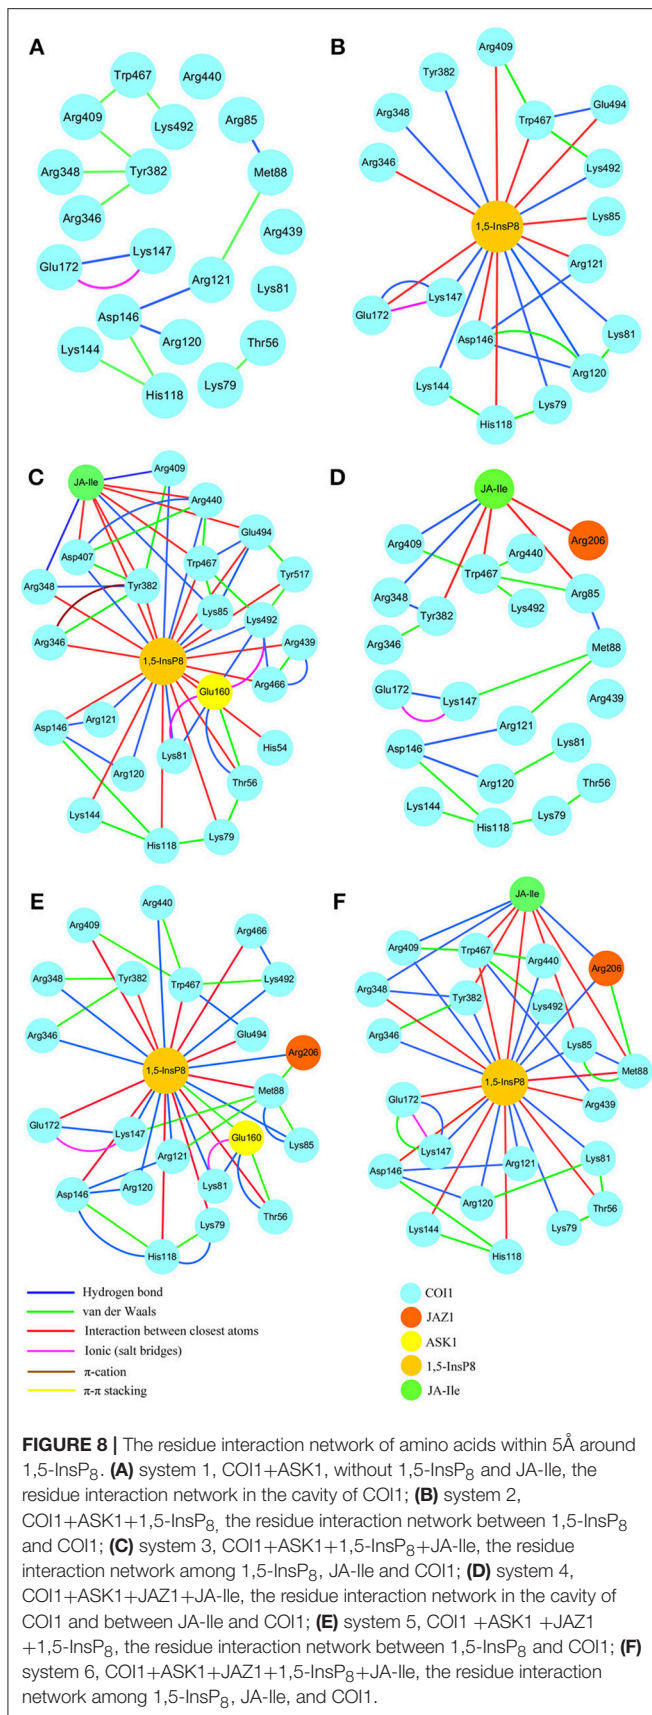 A
Trp467
Arg440
Arg409
Lys492
Arg85
Arg348
Tyr382
Met88
Arg346
Arg439
Lys147
Glu172
Arg121
Lys81
Asp146
Arg120
Thr56
Lys144
Lys79
His118
B
Arg409
Tyr382
Glu494
Arg348
Trp467
Arg346
Lys492
1,5-InsP8
Lys85
Arg121
Lys147
Glu172
Asp146
Lys81
Arg120
Lys144
Lys79
His118
C
JA-Ile
Arg409
Arg440
Glu494
Asp407
Trp467
Tyr517
Arg348
Tyr382
Lys85
Lys492
Arg346
Arg439
1,5-InsP8
Arg466
Glu160
Asp146
Arg121
His54
Lys81
Arg120
Thr56
Lys144
His118
Lys79
D
JA-Ile
Arg206
Arg409
Arg440
Trp467
Arg348
Lys492
Arg85
Tyr382
Arg346
Met88
Glu172
Lys147
Arg439
Arg121
Asp146
Lys81
Arg120
Thr56
Lys144
Lys79
His118
E
Arg440
Arg409
Arg466
Arg348
Tyr382
Trp467
Lys492
Arg346
Glu494
Arg206
1,5-InsP8
Met88
Glu172
Lys147
Glu160
Lys85
Arg121
Asp146
Arg120
Lys81
Thr56
Lys79
His118
F
JA-Ile
Arg409
Trp467
Arg440
Arg206
Arg348
Tyr382
Lys492
Arg346
Lys85
Met88
1,5-InsP8
Glu172
Arg439
Lys147
Asp146
Arg121
Lys81
Arg120
Thr56
Lys144
Lys79
His118
Hydrogen bond
van der Waals
Interaction between closest atoms
Ionic (salt bridges)
π-cation
π-π stacking
COI1
JAZ1
ASK1
1,5-InsP8
JA-Ile
FIGURE 8 | The residue interaction network of amino acids within 5Å around
1,5-InsP8. (A) system 1, COI1+ASK1, without 1,5-InsP8 and JA-Ile, the
residue interaction network in the cavity of COI1; (B) system 2,
COI1+ASK1+1,5-InsP8, the residue interaction network between 1,5-InsP8
and COI1; (C) system 3, COI1+ASK1+1,5-InsP8+JA-Ile, the residue
interaction network among 1,5-InsP8, JA-Ile and COI1; (D) system 4,
COI1+ASK1+JAZ1+JA-Ile, the residue interaction network in the cavity of
COI1 and between JA-Ile and COI1; (E) system 5, COI1 +ASK1 +JAZ1
+1,5-InsP8, the residue interaction network between 1,5-InsP8 and COI1; (F)
system 6, COI1+ASK1+JAZ1+1,5-InsP8+JA-Ile, the residue interaction
network among 1,5-InsP8, JA-Ile, and COI1.